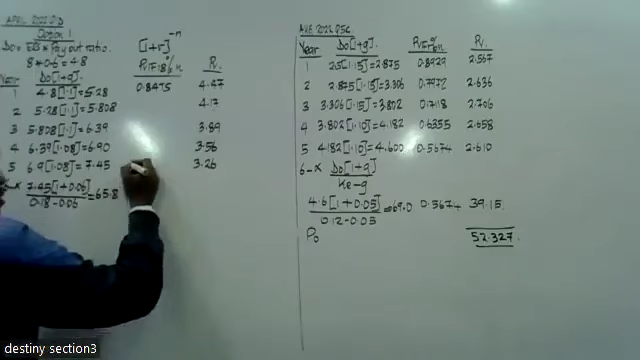 APRIL 2022 Q3
Option 1
Do = EPS * Pay out ratio.
8 * 0.6 = 4.8
[1+r]^-n
Year Do[1+g] PVIF 18% n Pv.
1 4.8[1.1] = 5.28 0.8475 4.47
2 5.28[1.1] = 5.808 4.17
3 5.808[1.1] = 6.39 3.89
4 6.39[1.08] = 6.90 3.56
5 6.9[1.08] = 7.45 3.26
7.45[1+0.06] = 65.8
0.18 - 0.06
AUG 2022 Q5C
Year Do[1+g]. PVIF 12% n Pv.
1 2.5[1.15] = 2.875 0.8929 2.567
2 2.875[1.15] = 3.306 0.7972 2.636
3 3.306[1.15] = 3.802 0.7118 2.706
4 3.802[1.10] = 4.182 0.6355 2.658
5 4.182[1.10] = 4.600 0.5674 2.610
6-∝ Do[1+g]
Ke-g
4.6[1+0.05] = 69.0 0.5674 39.15
0.12 - 0.05
Po 52.327.
destiny section3